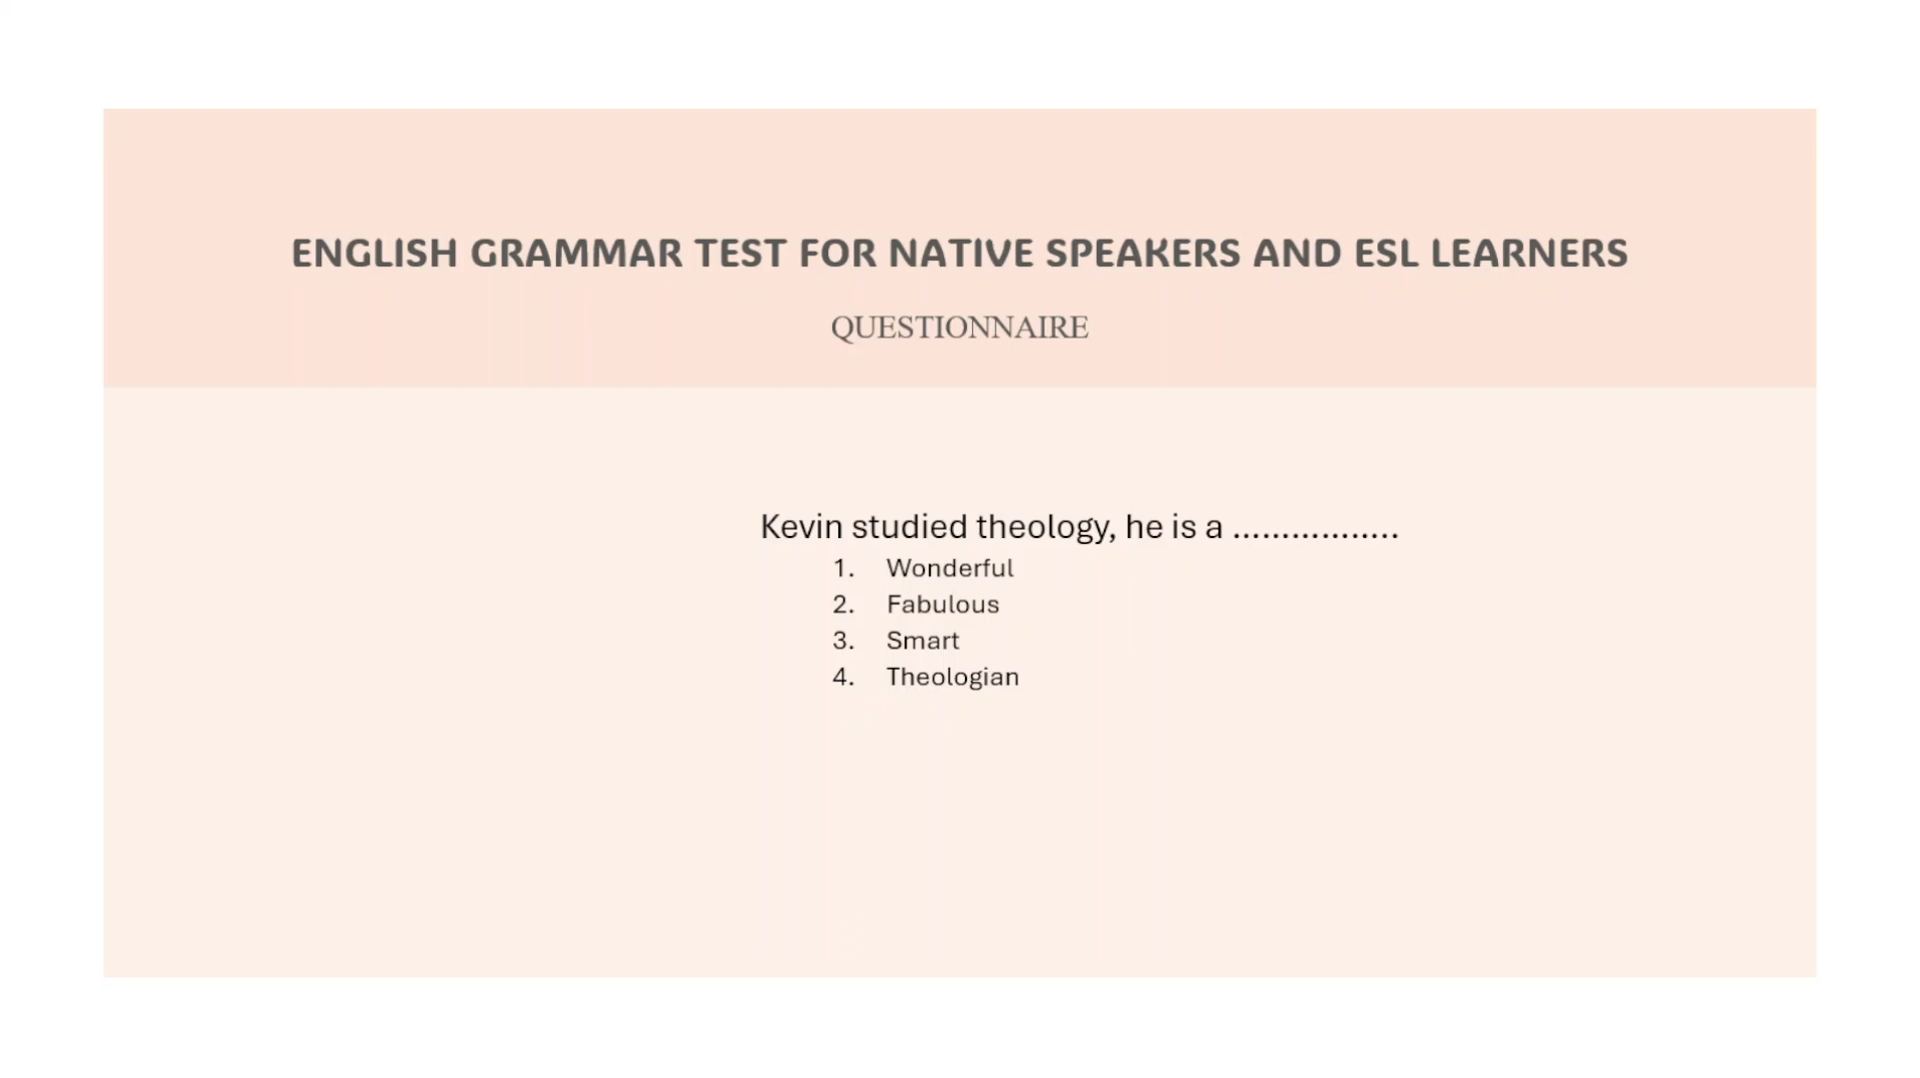 ENGLISH GRAMMAR TEST FOR NATIVE SPEAKERS AND ESL LEARNERS
QUESTIONNAIRE
Kevin studied theology, he is a .................
1. Wonderful
2. Fabulous
3. Smart
4. Theologian